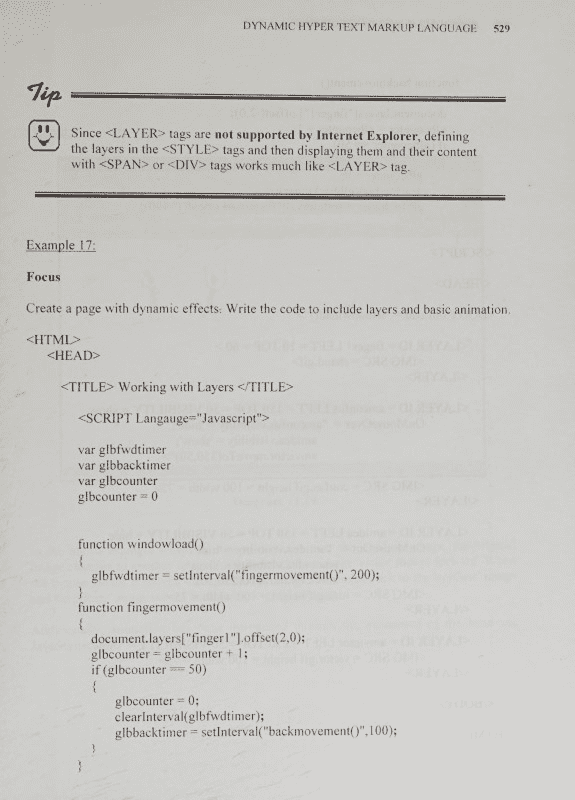 DYNAMIC HYPER TEXT MARKUP LANGUAGE 529
Tip
Since <LAYER> tags are not supported by Internet Explorer, defining
the layers in the <STYLE> tags and then displaying them and their content
with <SPAN> or <DIV> tags works much like <LAYER> tag.
Example 17:
Focus
Create a page with dynamic effects: Write the code to include layers and basic animation.
<HTML>
<HEAD>
<TITLE> Working with Layers </TITLE>
<SCRIPT Langauge="Javascript">
var glbfwdtimer
var glbbacktimer
var glbcounter
glbcounter = 0
function windowload()
{
glbfwdtimer = setInterval("fingermovement()", 200);
}
function fingermovement()
{
document.layers["finger1"].offset(2,0);
glbcounter = glbcounter + 1;
if (glbcounter == 50)
{
glbcounter = 0;
clearInterval(glbfwdtimer);
glbbacktimer = setInterval("backmovement()",100);
}
}